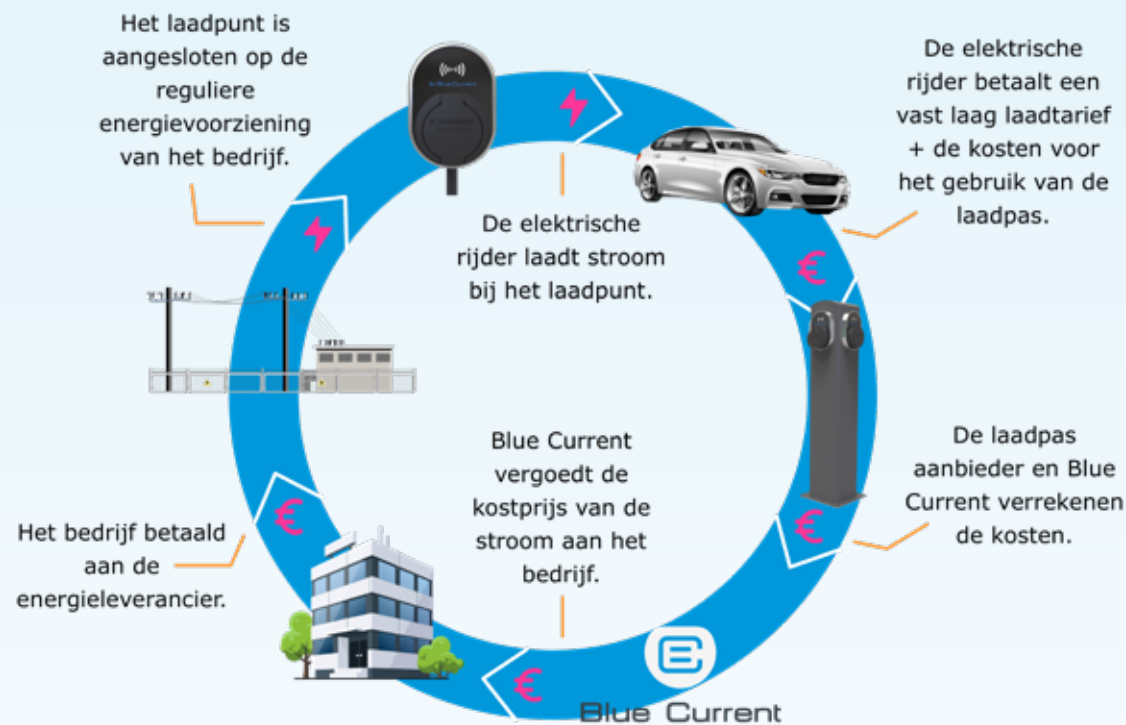 Het laadpunt is
aangesloten op de
reguliere
energievoorziening
van het bedrijf.
De elektrische
rijder laadt stroom
bij het laadpunt.
De elektrische
rijder betaalt een
vast laag laadtarief
+ de kosten voor
het gebruik van de
laadpas.
De laadpas
aanbieder en Blue
Current verrekenen
de kosten.
Blue Current
vergoedt de
kostprijs van de
stroom aan het
bedrijf.
Blue Current
Het bedrijf betaald
aan de
energieleverancier.
€
€
€
€